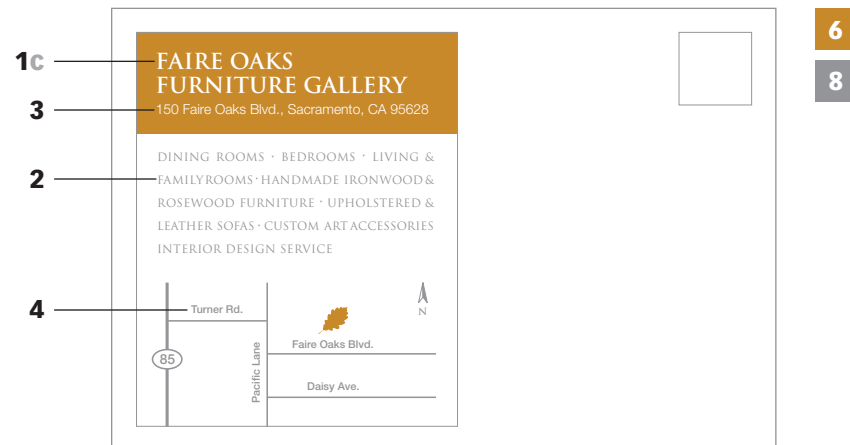 6
8
1c
3
2
4
FAIRE OAKS
FURNITURE GALLERY
150 Faire Oaks Blvd., Sacramento, CA 95628
DINING ROOMS · BEDROOMS · LIVING &
FAMILY ROOMS · HANDMADE IRONWOOD &
ROSEWOOD FURNITURE · UPHOLSTERED &
LEATHER SOFAS · CUSTOM ART ACCESSORIES
INTERIOR DESIGN SERVICE
Turner Rd.
N
Faire Oaks Blvd.
85
Pacific Lane
Daisy Ave.